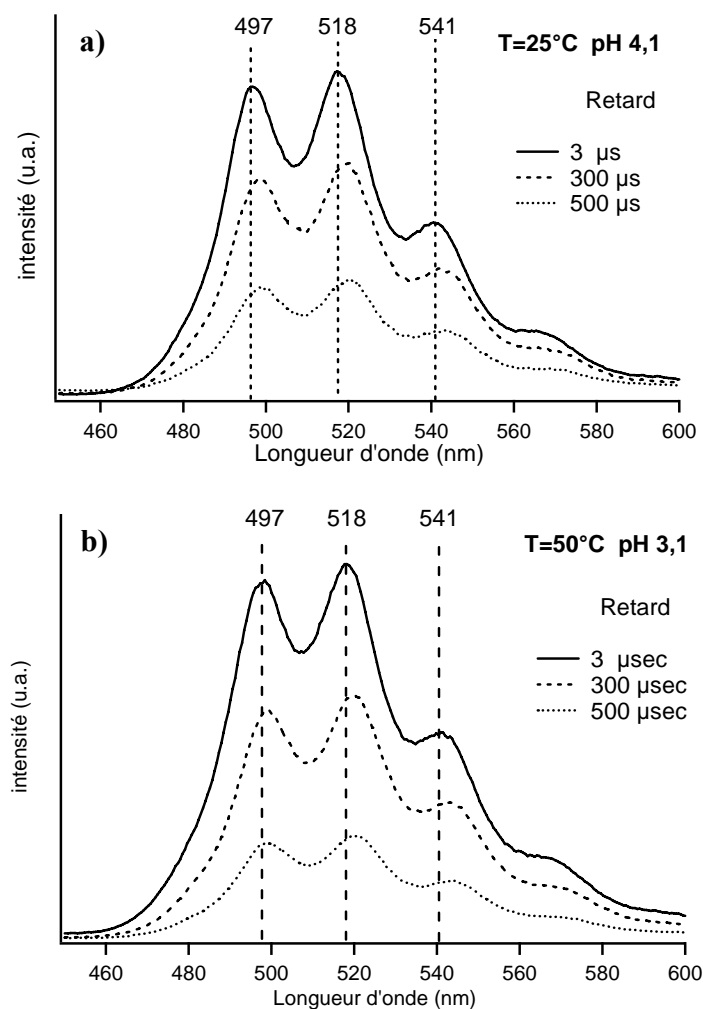 497 518 541
a) T=25°C pH 4,1
Retard
3 µs
300 µs
500 µs
intensité (u.a.)
460 480 500 520 540 560 580 600
Longueur d'onde (nm)
497 518 541
b) T=50°C pH 3,1
Retard
3 µsec
300 µsec
500 µsec
intensité (u.a.)
460 480 500 520 540 560 580 600
Longueur d'onde (nm)